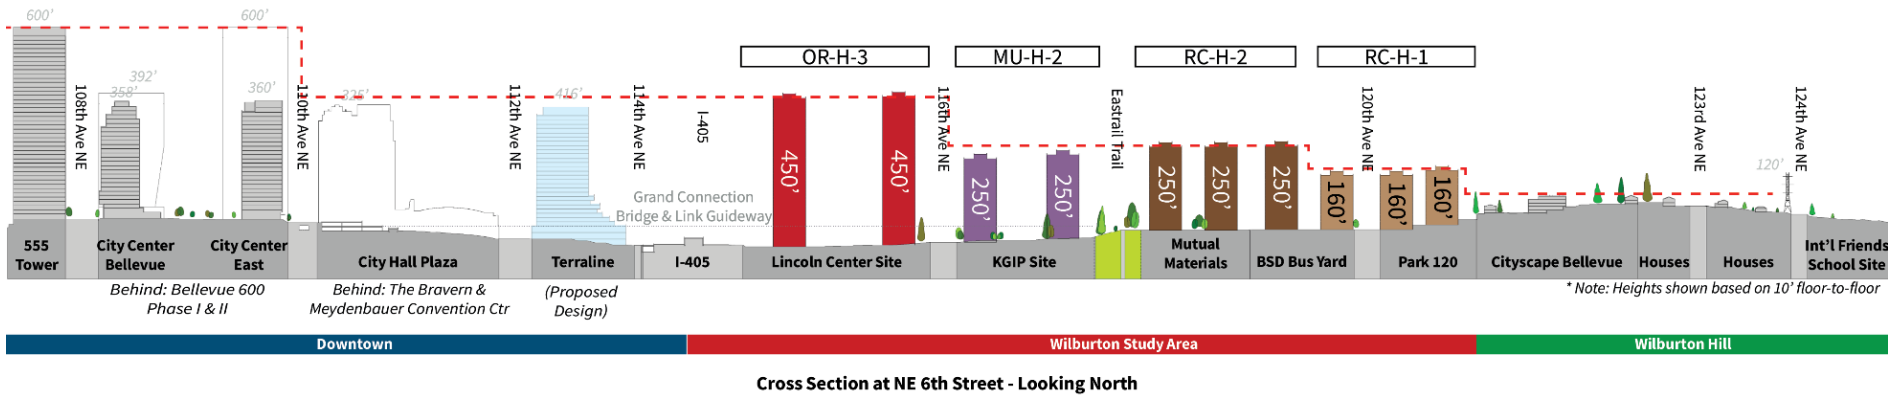 600’
600’
OR-H-3
MU-H-2
RC-H-2
RC-H-1
392’
358’
360’
325’
416’
108th Ave NE
110th Ave NE
112th Ave NE
114th Ave NE
I-405
116th Ave NE
Eastrail Trail
120th Ave NE
123rd Ave NE
124th Ave NE
120’
450’
450’
250’
250’
250’
250’
250’
160’
160’
160’
Grand Connection
Bridge & Link Guideway
555
Tower
City Center
Bellevue
City Center
East
City Hall Plaza
Terraline
I-405
Lincoln Center Site
KGIP Site
Mutual
Materials
BSD Bus Yard
Park 120
Cityscape Bellevue
Houses
Houses
Int’l Friends
School Site
Behind: Bellevue 600
Phase I & II
Behind: The Bravern &
Meydenbauer Convention Ctr
(Proposed
Design)
* Note: Heights shown based on 10’ floor-to-floor
Downtown
Wilburton Study Area
Wilburton Hill
Cross Section at NE 6th Street - Looking North